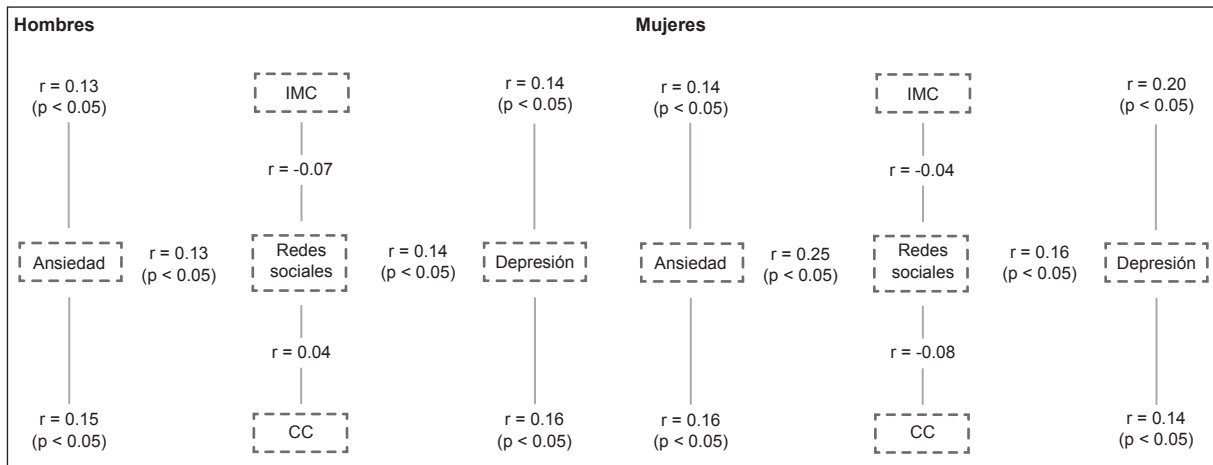 Hombres
r = 0.13
(p < 0.05)
IMC
r = 0.14
(p < 0.05)
r = -0.07
Ansiedad
r = 0.13
(p < 0.05)
Redes
sociales
r = 0.14
(p < 0.05)
Depresión
r = 0.04
r = 0.15
(p < 0.05)
CC
r = 0.16
(p < 0.05)
Mujeres
r = 0.14
(p < 0.05)
IMC
r = 0.20
(p < 0.05)
r = -0.04
Ansiedad
r = 0.25
(p < 0.05)
Redes
sociales
r = 0.16
(p < 0.05)
Depresión
r = -0.08
r = 0.16
(p < 0.05)
CC
r = 0.14
(p < 0.05)